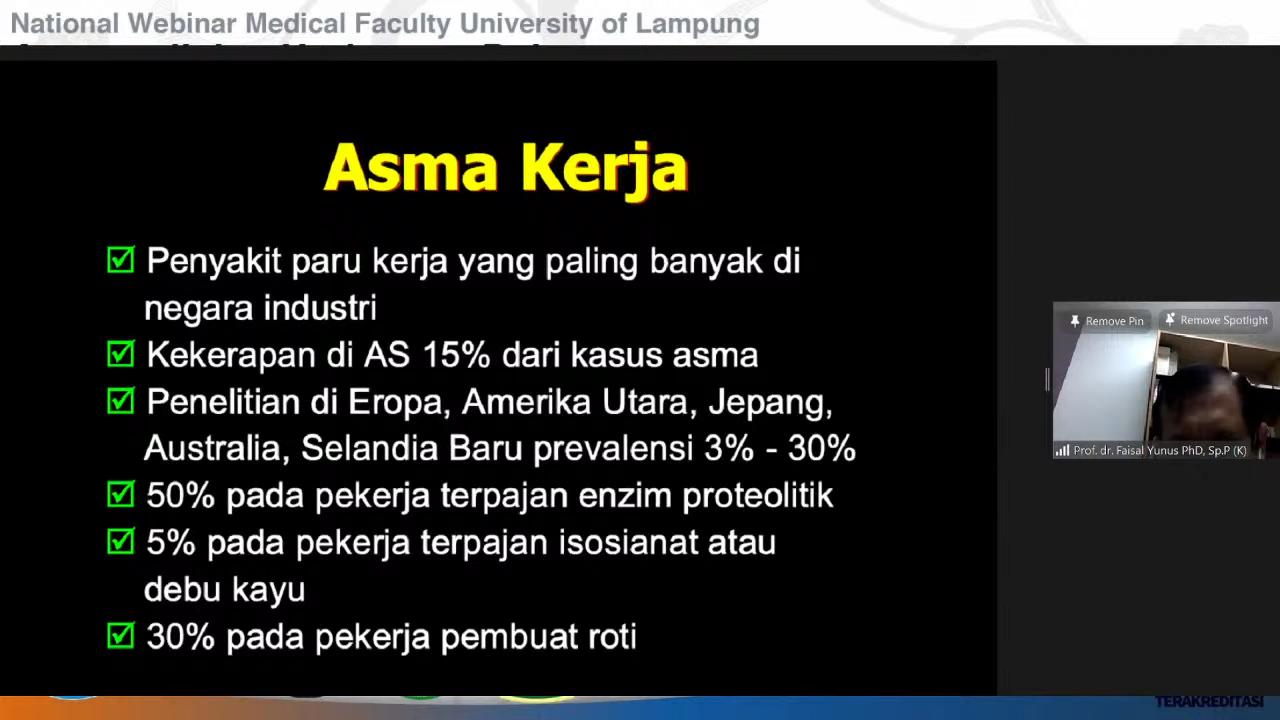 National Webinar Medical Faculty University of Lampung
Asma Kerja
☑ Penyakit paru kerja yang paling banyak di
negara industri
☑ Kekerapan di AS 15% dari kasus asma
☑ Penelitian di Eropa, Amerika Utara, Jepang,
Australia, Selandia Baru prevalensi 3% - 30%
☑ 50% pada pekerja terpajan enzim proteolitik
☑ 5% pada pekerja terpajan isosianat atau
debu kayu
☑ 30% pada pekerja pembuat roti
Remove Pin
Remove Spotlight
Prof. dr. Faisal Yunus PhD, Sp.P (K)
TERAKREDITASI